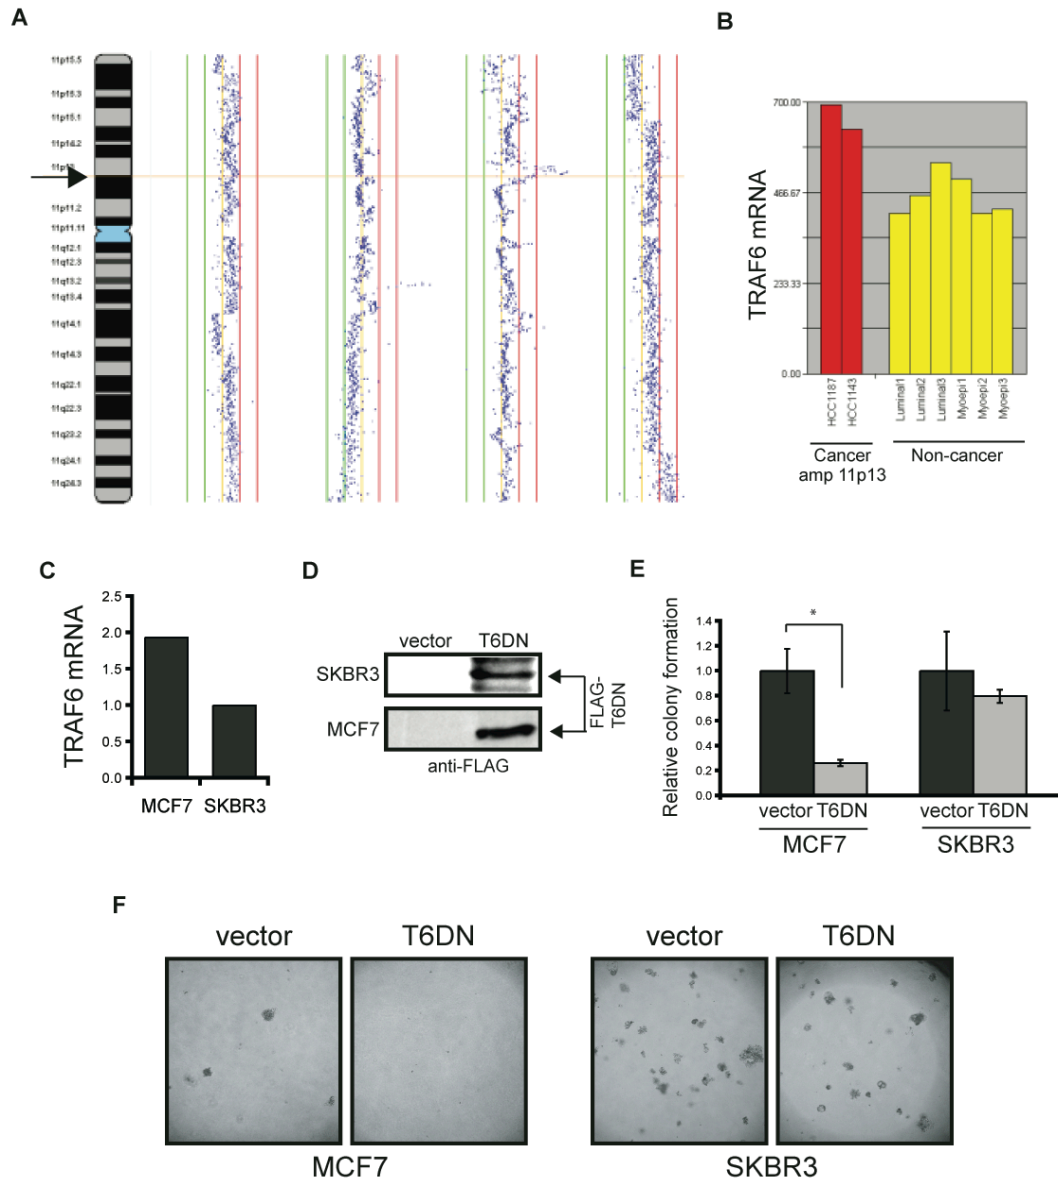 A
11p15.5
11p15.3
11p15.1
11p14.2
11p13
11p11.2
11p11.11
11q12.1
11q12.3
11q13.2
11q13.4
11q14.1
11q14.3
11q22.1
11q22.3
11q23.2
11q24.1
11q24.3
B
TRAF6 mRNA
700.00
466.67
233.33
0.00
HCC1187
HCC1143
Luminal1
Luminal2
Luminal3
Myoepi1
Myoepi2
Myoepi3
Cancer
amp 11p13
Non-cancer
C
TRAF6 mRNA
2.5
2.0
1.5
1.0
0.5
0.0
MCF7 SKBR3
D
vector T6DN
SKBR3
MCF7
FLAG-
T6DN
anti-FLAG
E
Relative colony formation
1.4
1.2
1.0
0.8
0.6
0.4
0.2
0.0
*
vector T6DN vector T6DN
MCF7 SKBR3
F
vector T6DN vector T6DN
MCF7 SKBR3